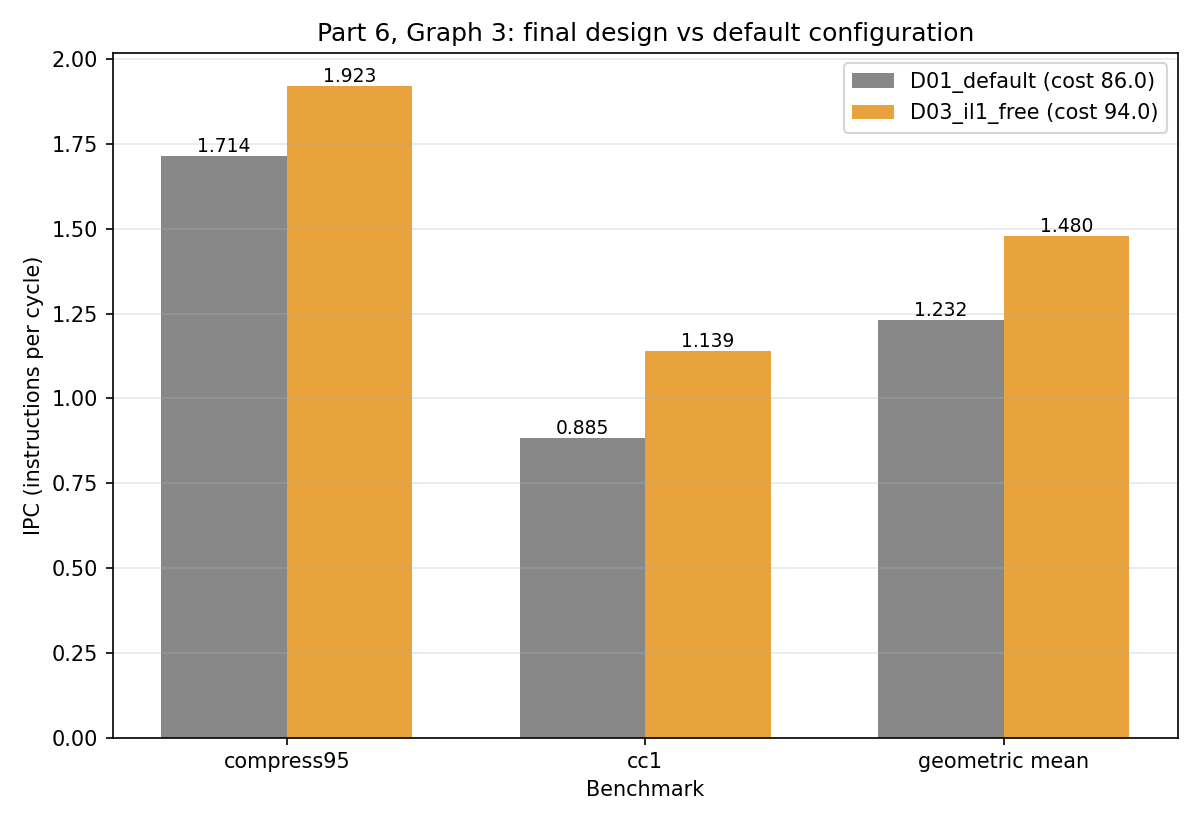 Part 6, Graph 3: final design vs default configuration
D01_default (cost 86.0)
D03_il1_free (cost 94.0)
IPC (instructions per cycle)
2.00
1.75
1.50
1.25
1.00
0.75
0.50
0.25
0.00
1.714
1.923
0.885
1.139
1.232
1.480
compress95
cc1
geometric mean
Benchmark